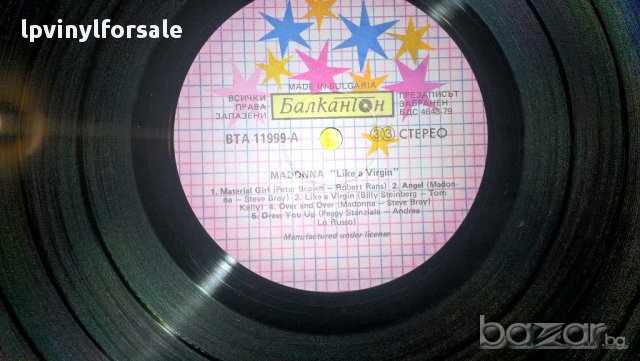 lpvinylforsale
MADE IN BULGARIA
ВСИЧКИ ПРАВА ЗАПАЗЕНИ
Балкантон
ПРЕЗАПИСЪТ ЗАБРАНЕН БДС 4648-79
ВТА 11999-А
33 СТЕРЕО
MADONNA "Like a Virgin"
1. Material Girl (Peter Brown – Robert Rans) 2. Angel (Madon-
na – Steve Bray) 3. Like a Virgin (Billy Steinberg – Tom
Kelly) 4. Over and Over (Madonna – Steve Bray)
5. Dress You Up (Peggy Stanziale – Andrea
La Russo)
Manufactured under license
bazar.bg